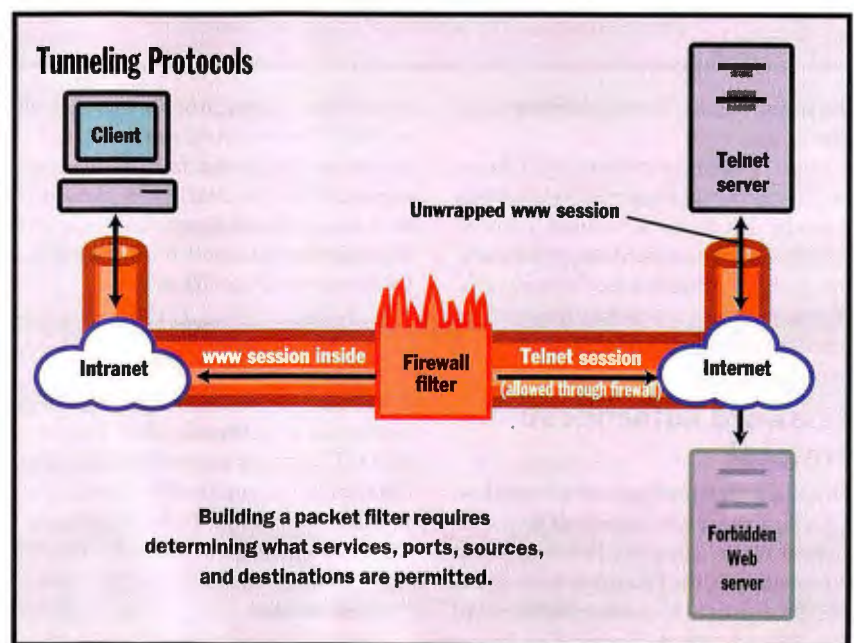 Tunneling Protocols
Client
Telnet
server
Unwrapped www session
Intranet
www session inside
Firewall
filter
Telnet session
(allowed through firewall)
Internet
Building a packet filter requires
determining what services, ports, sources,
and destinations are permitted.
Forbidden
Web
server